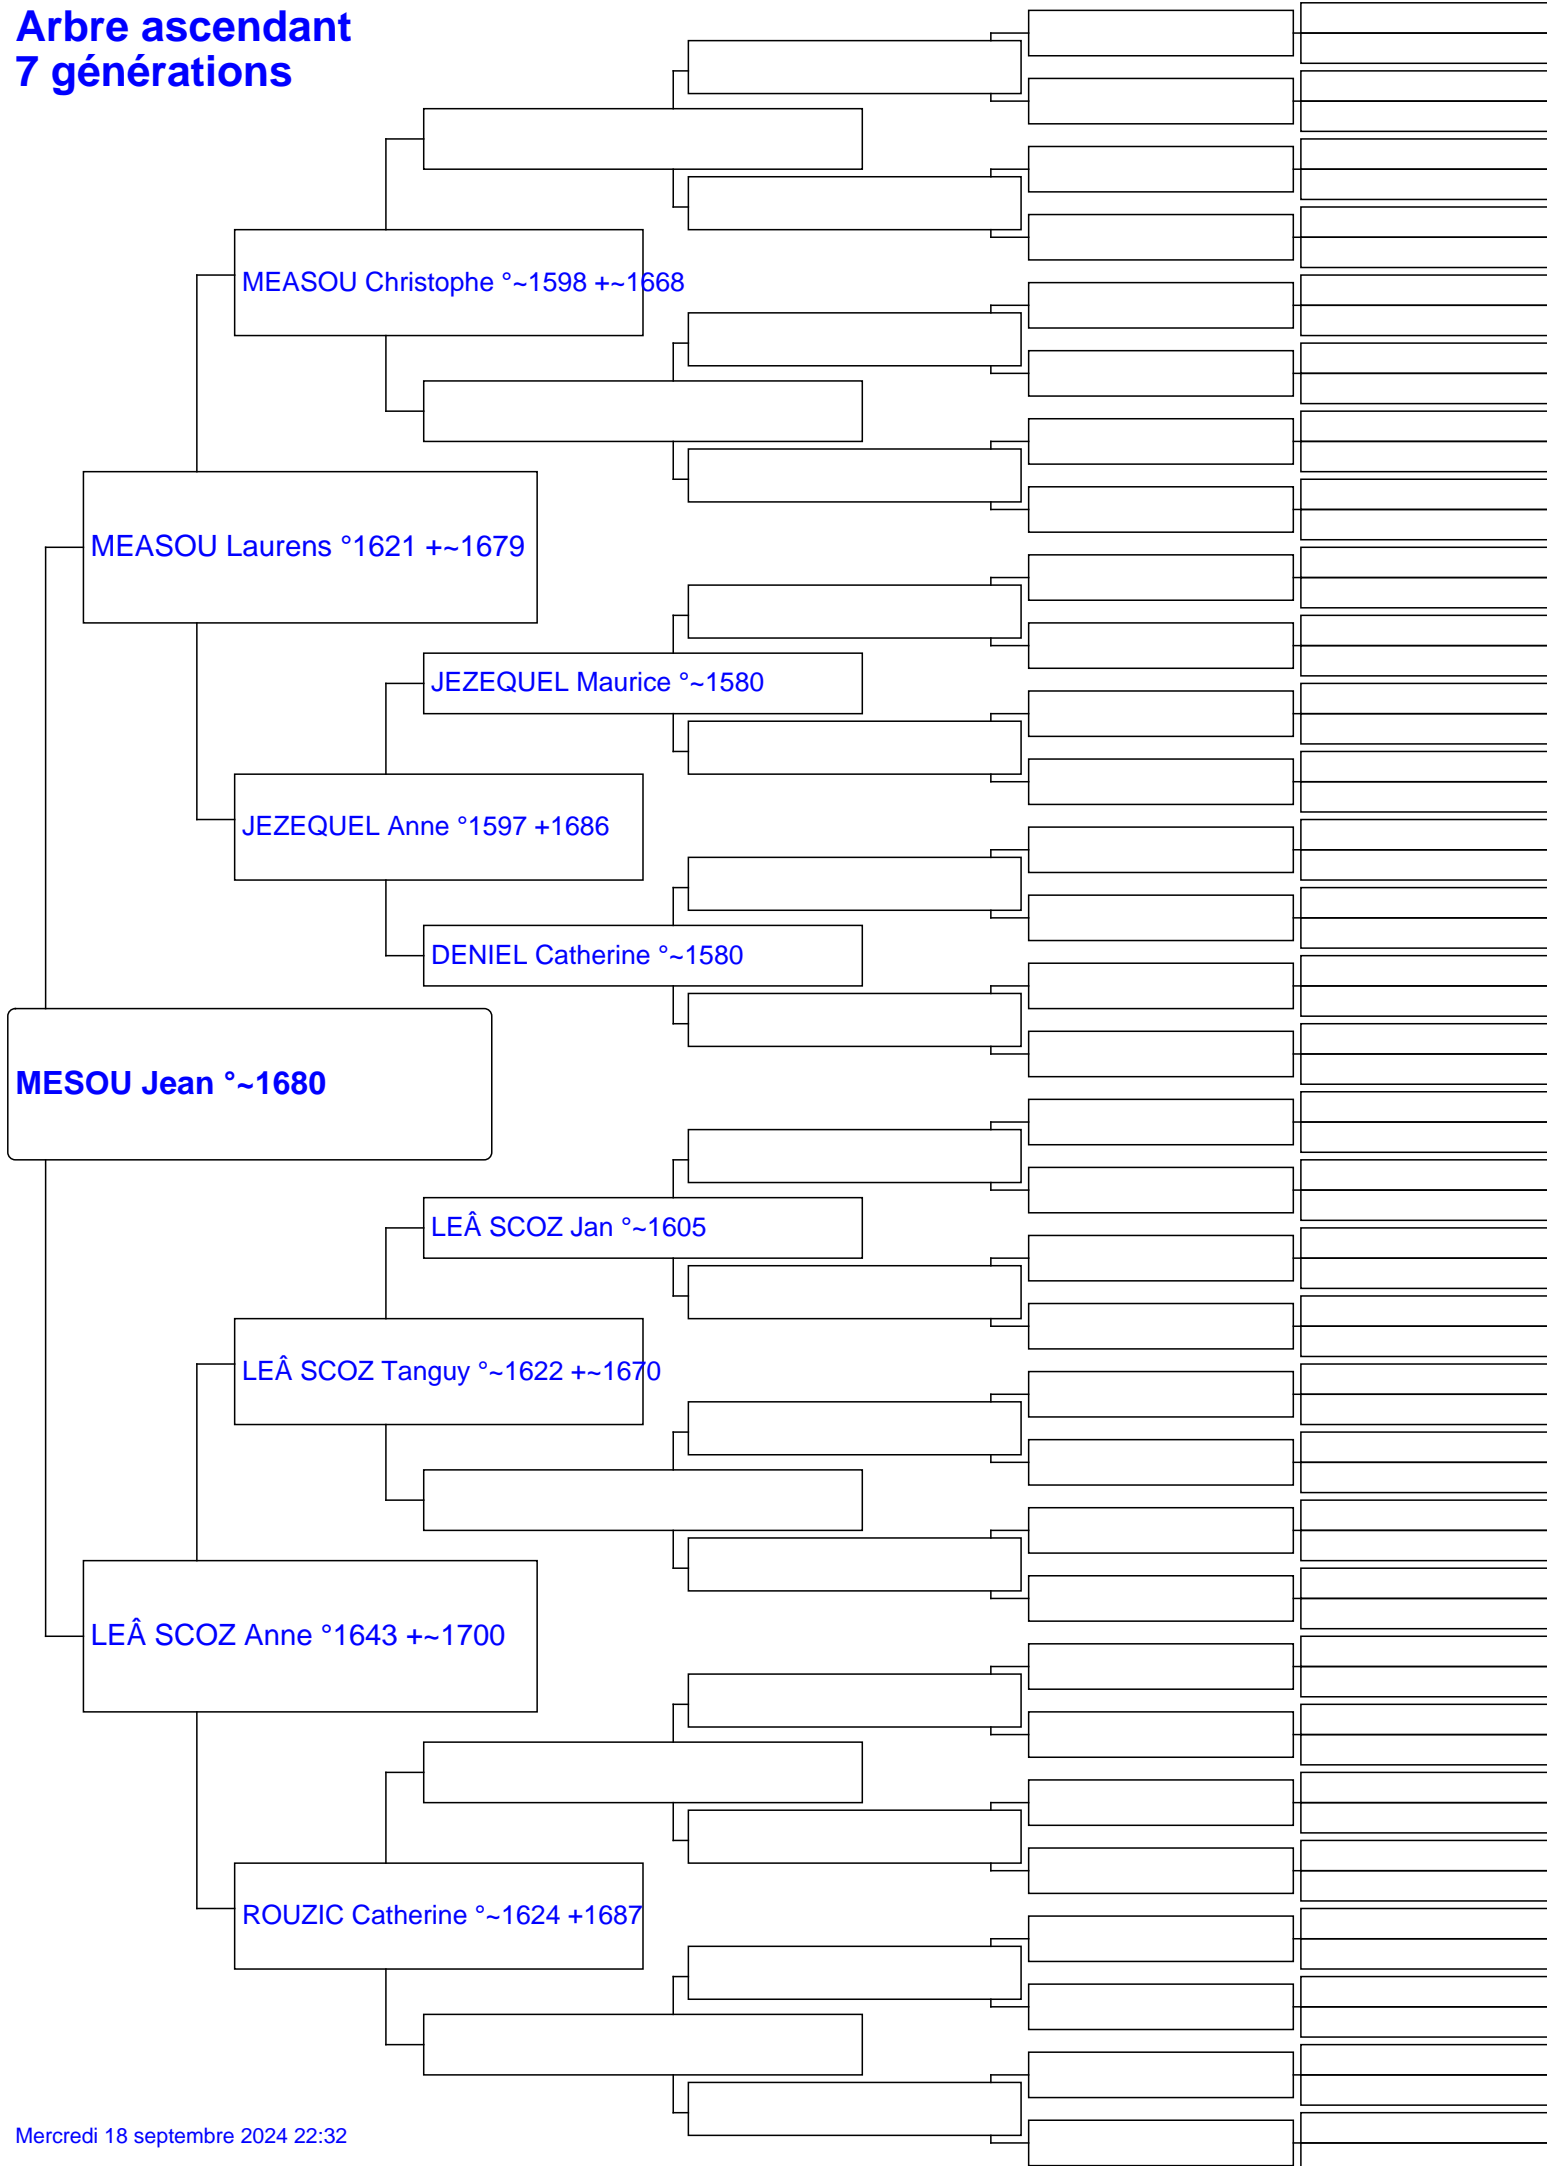 Arbre ascendant
7 générations
MEASOU Christophe °~1598 +~1668
MEASOU Laurens °1621 +~1679
JEZEQUEL Maurice °~1580
JEZEQUEL Anne °1597 +1686
DENIEL Catherine °~1580
MESOU Jean °~1680
LEÂ SCOZ Jan °~1605
LEÂ SCOZ Tanguy °~1622 +~1670
LEÂ SCOZ Anne °1643 +~1700
ROUZIC Catherine °~1624 +1687
Mercredi 18 septembre 2024 22:32